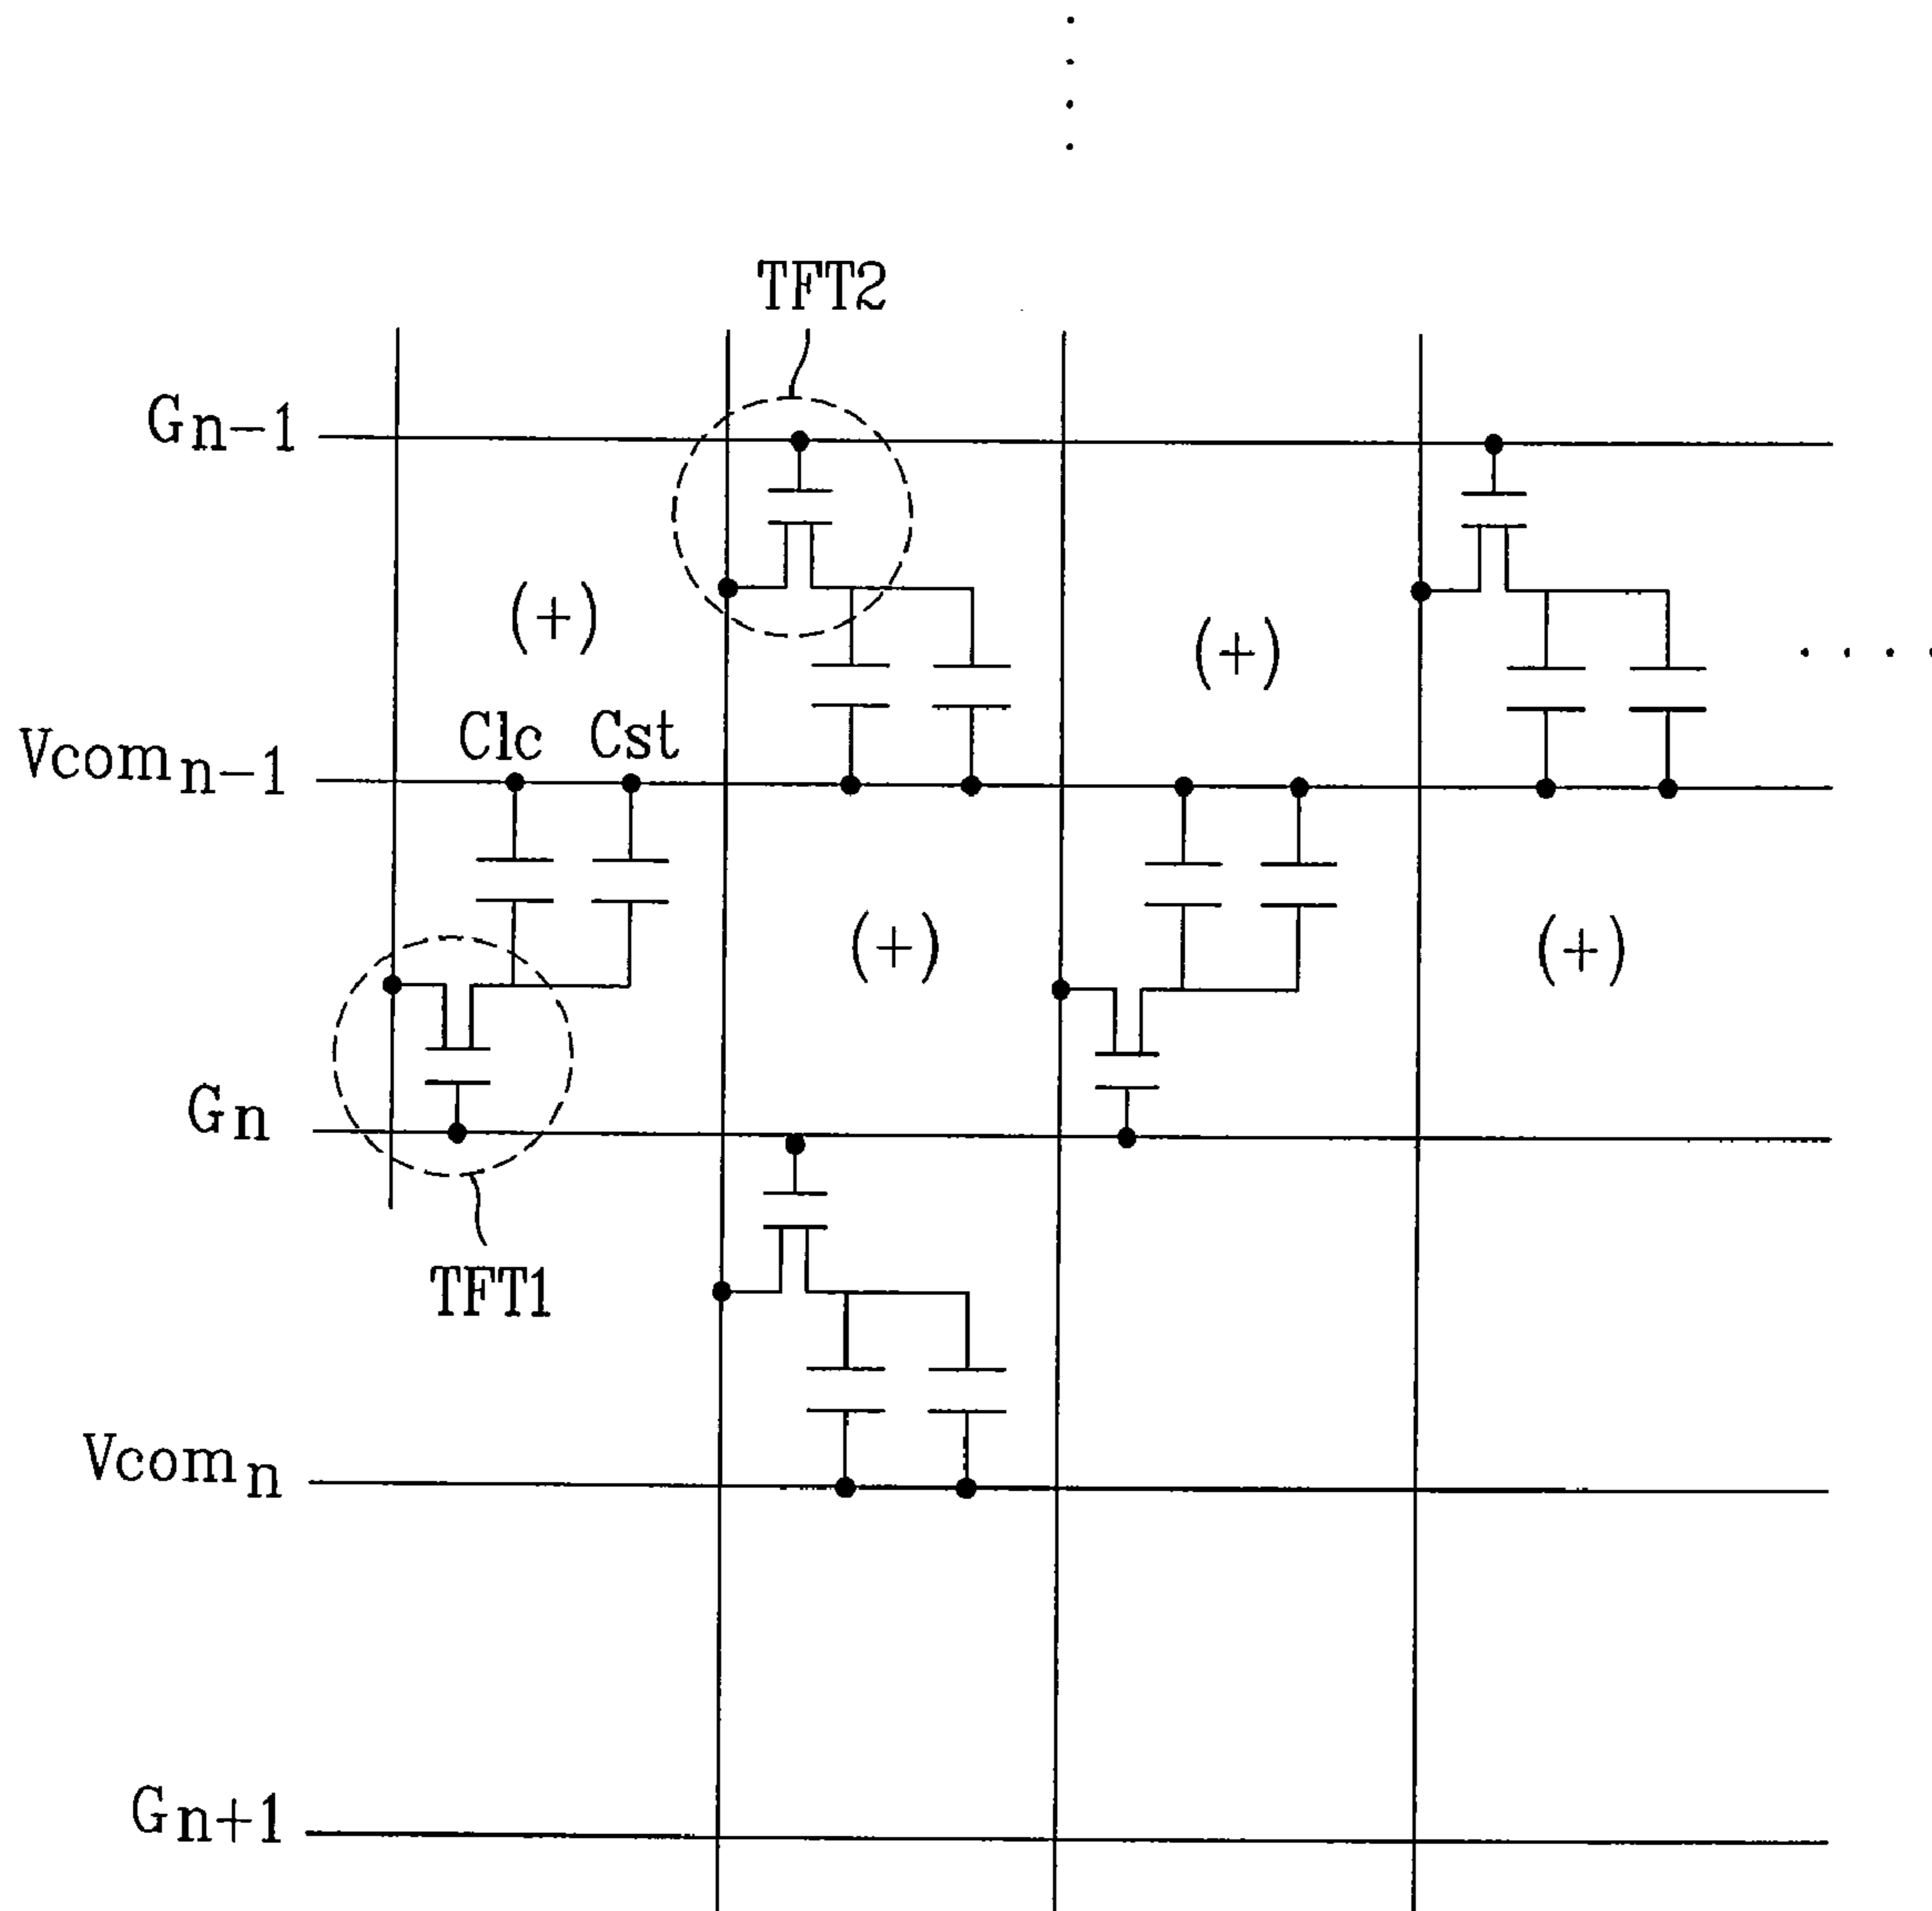 TFT2
Gn-1
(+)
(+)
Vcomn-1
Clc Cst
(+)
(+)
Gn
TFT1
Vcomn
Gn+1